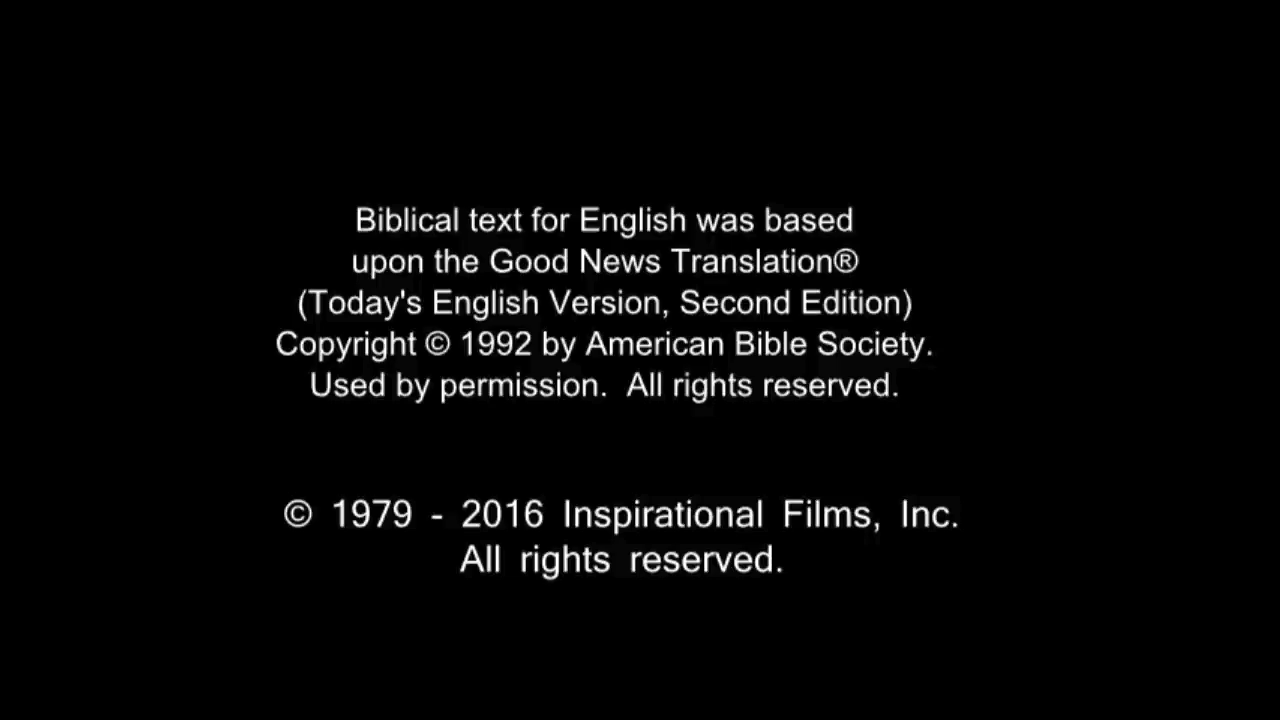 Biblical text for English was based
upon the Good News Translation®
(Today's English Version, Second Edition)
Copyright © 1992 by American Bible Society.
Used by permission.  All rights reserved.
© 1979 - 2016 Inspirational Films, Inc.
All rights reserved.